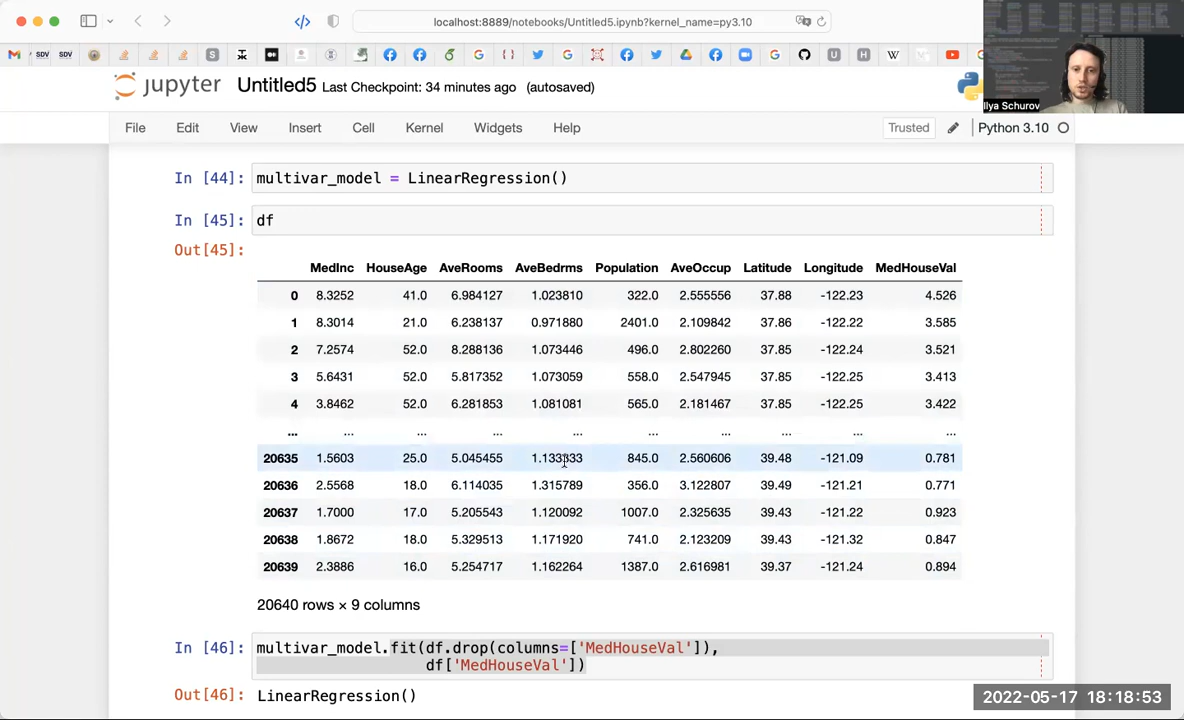 localhost:8889/notebooks/Untitled5.ipynb?kernel_name=py3.10
SDV SDV
Ilya Schurov
jupyter Untitled5 Last Checkpoint: 34 minutes ago (autosaved)
File Edit View Insert Cell Kernel Widgets Help Trusted Python 3.10
In [44]: multivar_model = LinearRegression()
In [45]: df
Out[45]:
MedInc HouseAge AveRooms AveBedrms Population AveOccup Latitude Longitude MedHouseVal
0 8.3252 41.0 6.984127 1.023810 322.0 2.555556 37.88 -122.23 4.526
1 8.3014 21.0 6.238137 0.971880 2401.0 2.109842 37.86 -122.22 3.585
2 7.2574 52.0 8.288136 1.073446 496.0 2.802260 37.85 -122.24 3.521
3 5.6431 52.0 5.817352 1.073059 558.0 2.547945 37.85 -122.25 3.413
4 3.8462 52.0 6.281853 1.081081 565.0 2.181467 37.85 -122.25 3.422
... ... ... ... ... ... ... ... ... ...
20635 1.5603 25.0 5.045455 1.133333 845.0 2.560606 39.48 -121.09 0.781
20636 2.5568 18.0 6.114035 1.315789 356.0 3.122807 39.49 -121.21 0.771
20637 1.7000 17.0 5.205543 1.120092 1007.0 2.325635 39.43 -121.22 0.923
20638 1.8672 18.0 5.329513 1.171920 741.0 2.123209 39.43 -121.32 0.847
20639 2.3886 16.0 5.254717 1.162264 1387.0 2.616981 39.37 -121.24 0.894
20640 rows × 9 columns
In [46]: multivar_model.fit(df.drop(columns=['MedHouseVal']),
df['MedHouseVal'])
Out[46]: LinearRegression()
2022-05-17 18:18:53